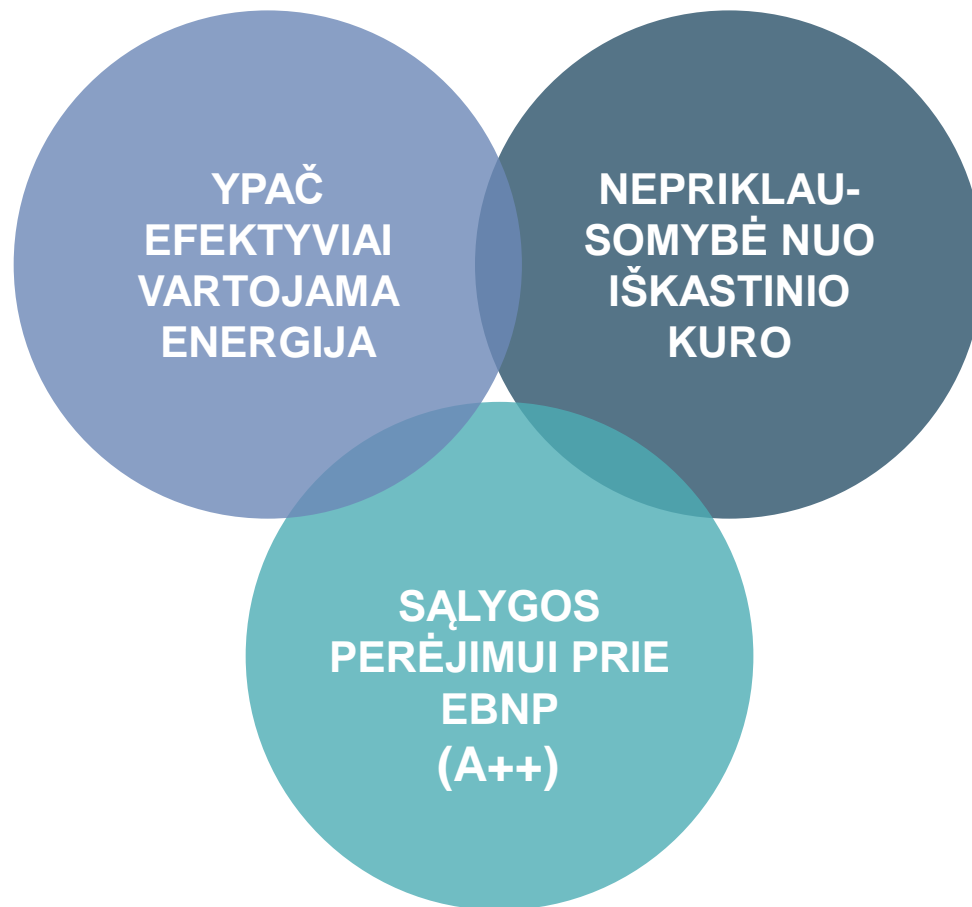 YPAČ
EFEKTYVIAI
VARTOJAMA
ENERGIJA
NEPRIKLAU-
SOMYBĖ NUO
IŠKASTINIO
KURO
SĄLYGOS
PERĖJIMUI PRIE
EBNP
(A++)